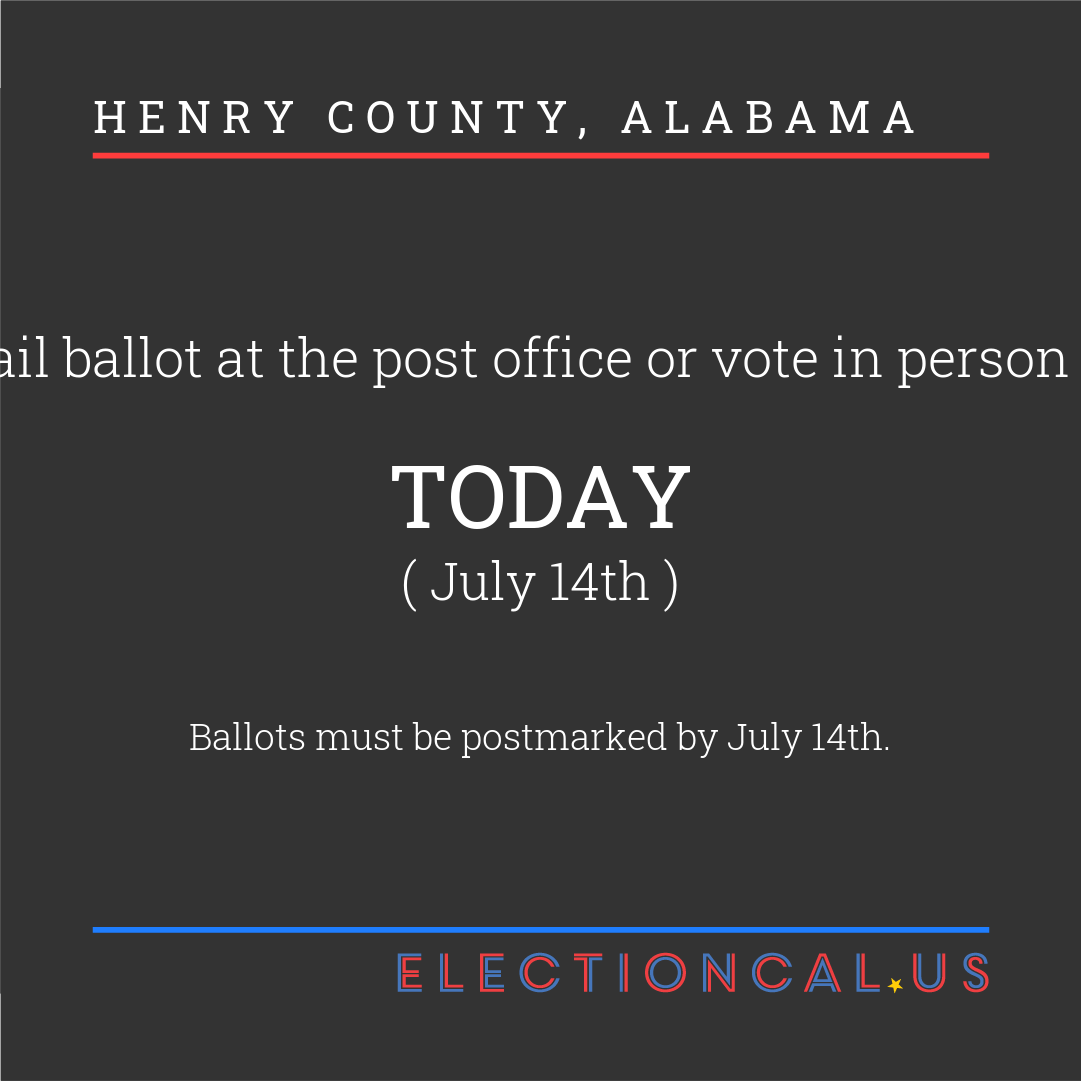 HENRY COUNTY, ALABAMA
ail ballot at the post office or vote in person
TODAY
( July 14th )
Ballots must be postmarked by July 14th.
ELECTIONCAL.US